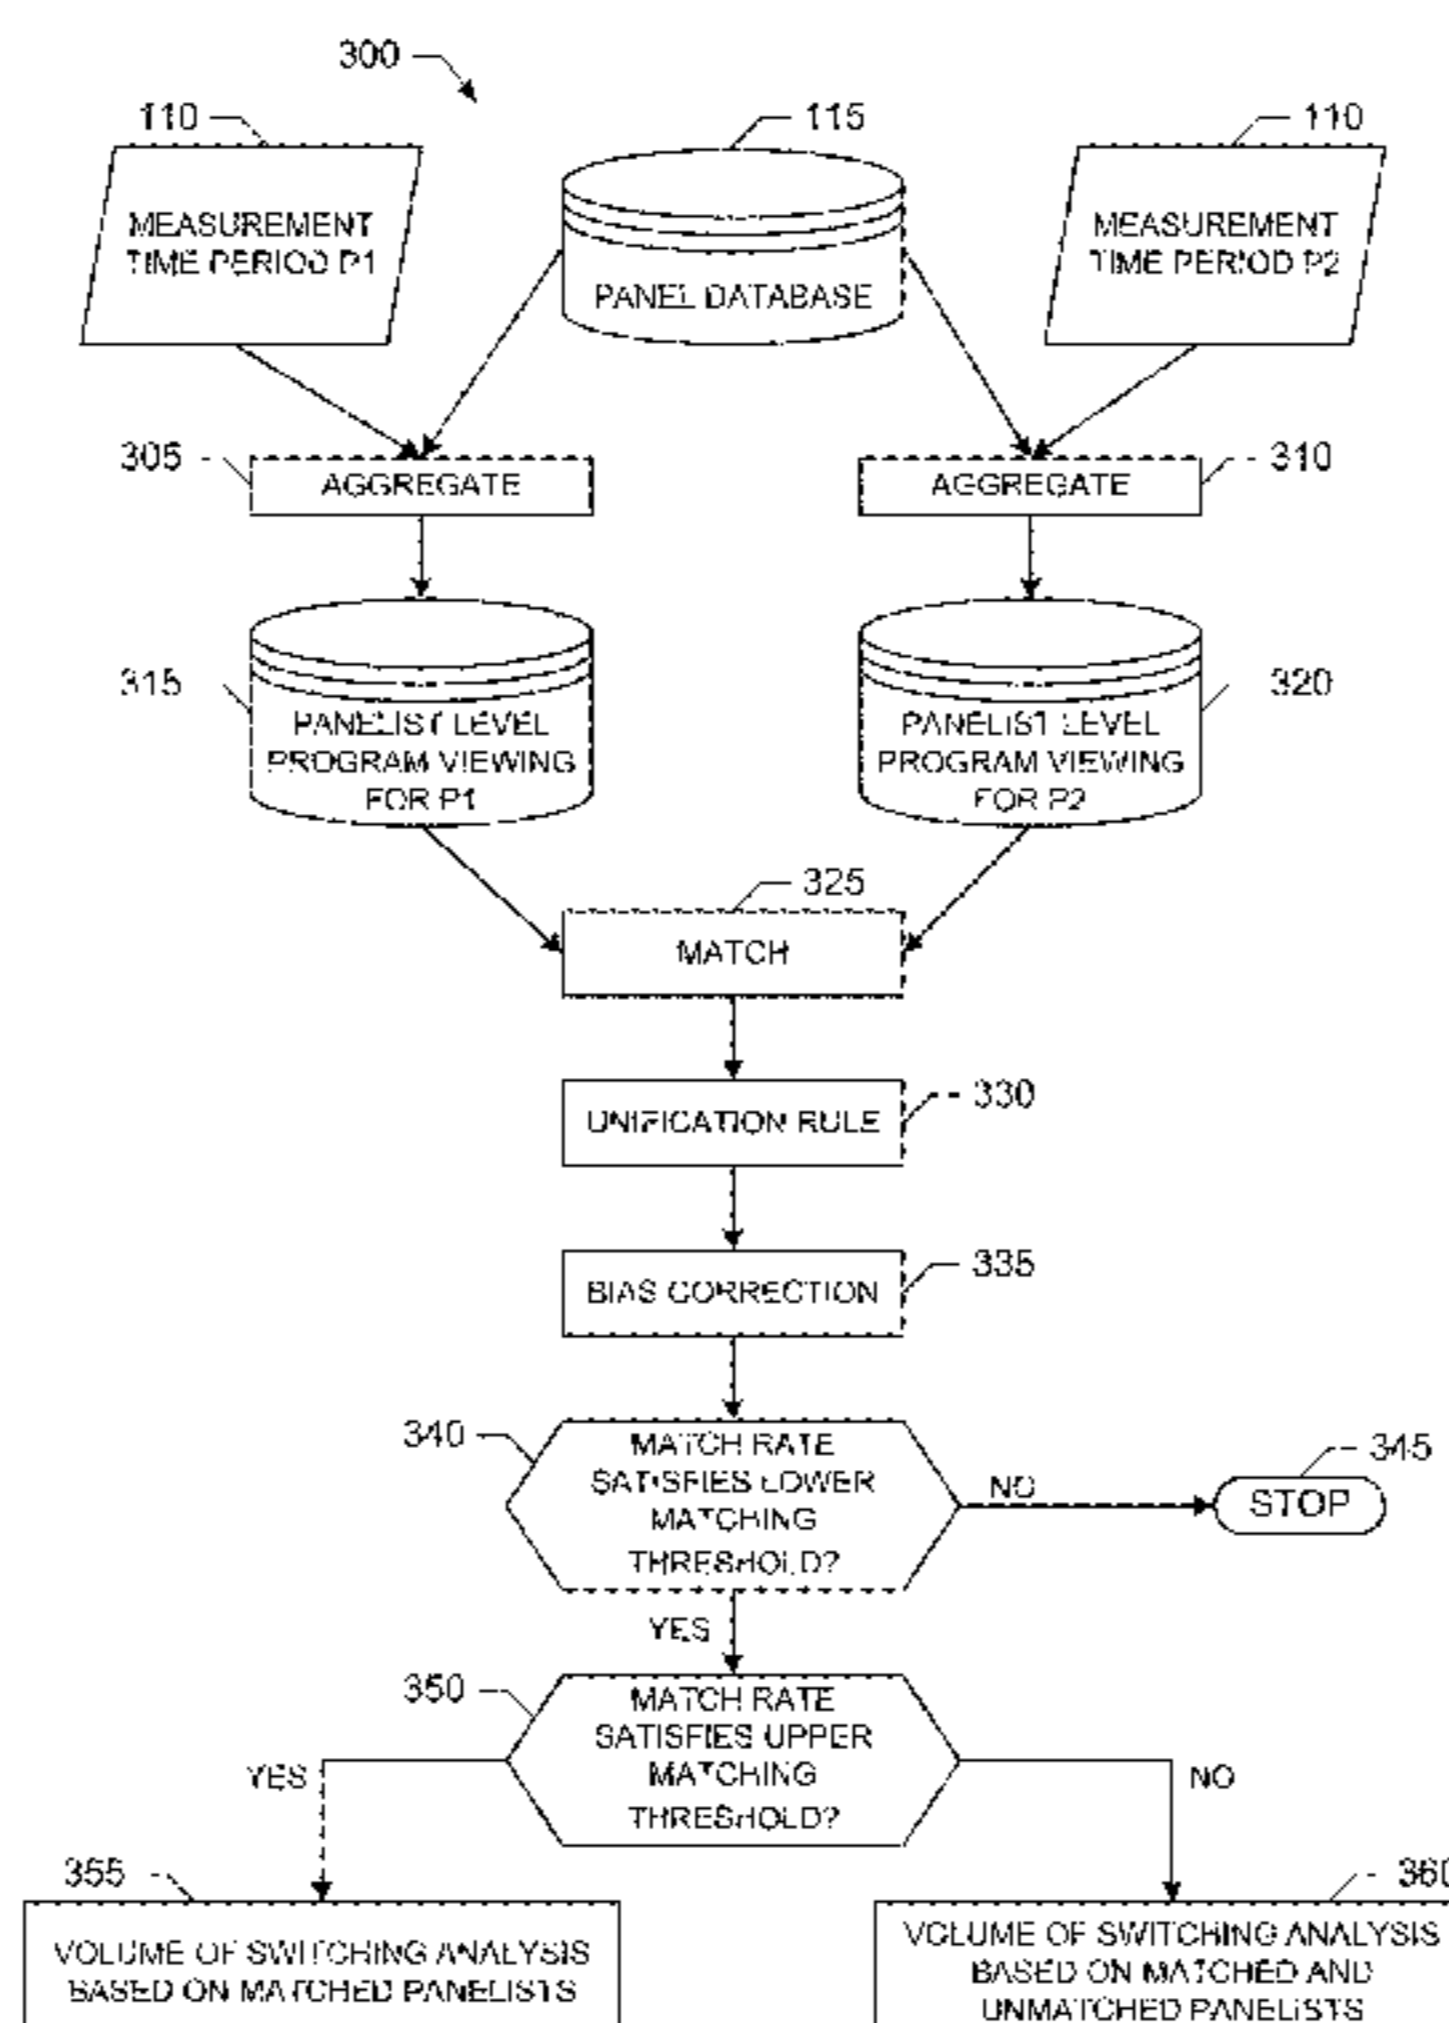 300
110
115
110
MEASUREMENT
TIME PERIOD P1
PANEL DATABASE
MEASUREMENT
TIME PERIOD P2
305
AGGREGATE
AGGREGATE
310
315
PANELIST LEVEL
PROGRAM VIEWING
FOR P1
320
PANELIST LEVEL
PROGRAM VIEWING
FOR P2
325
MATCH
330
UNIFICATION RULE
335
BIAS CORRECTION
340
MATCH RATE
SATISFIES LOWER
MATCHING
THRESHOLD?
NO
345
STOP
YES
350
MATCH RATE
SATISFIES UPPER
MATCHING
THRESHOLD?
YES
NO
355
VOLUME OF SWITCHING ANALYSIS
BASED ON MATCHED PANELISTS
360
VOLUME OF SWITCHING ANALYSIS
BASED ON MATCHED AND
UNMATCHED PANELISTS